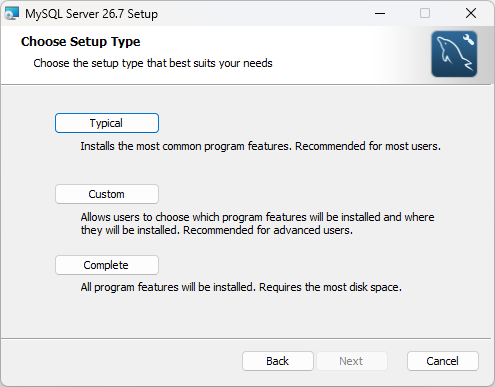 MySQL Server 26.7 Setup
Choose Setup Type
Choose the setup type that best suits your needs
Typical
Installs the most common program features. Recommended for most users.
Custom
Allows users to choose which program features will be installed and where
they will be installed. Recommended for advanced users.
Complete
All program features will be installed. Requires the most disk space.
Back
Next
Cancel